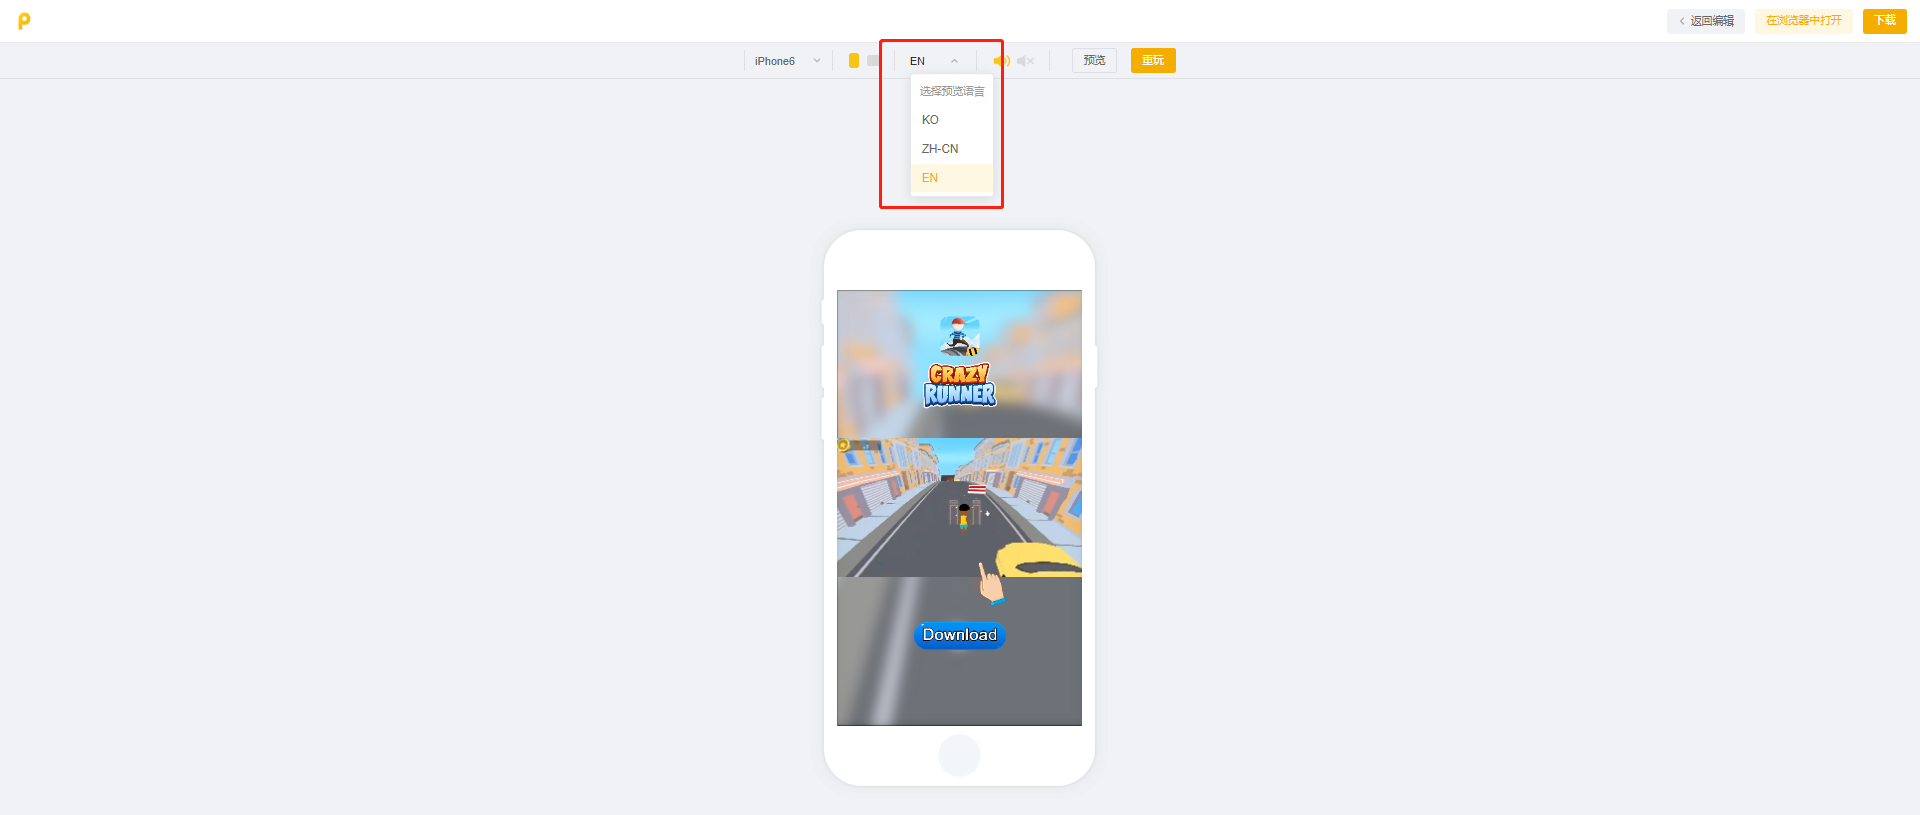 返回编辑
在浏览器中打开
下载
iPhone6
EN
预览
重玩
选择预览语言
KO
ZH-CN
EN
CRAZY
RUNNER
Download